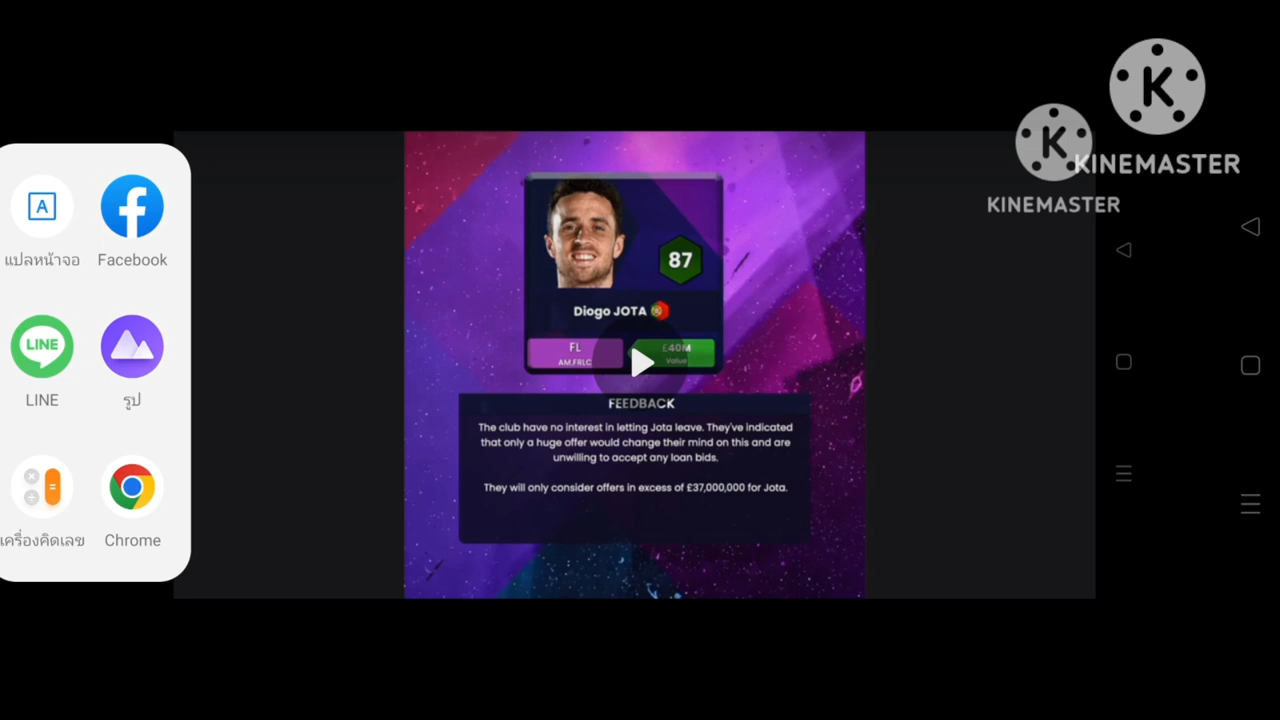 KINEMASTER
KINEMASTER
A
แปลหน้าจอ
Facebook
LINE
LINE
รูป
เครื่องคิดเลข
Chrome
87
Diogo JOTA
FL
AM,FRLC
£40M
Value
FEEDBACK
The club have no interest in letting Jota leave. They've indicated
that only a huge offer would change their mind on this and are
unwilling to accept any loan bids.
They will only consider offers in excess of £37,000,000 for Jota.